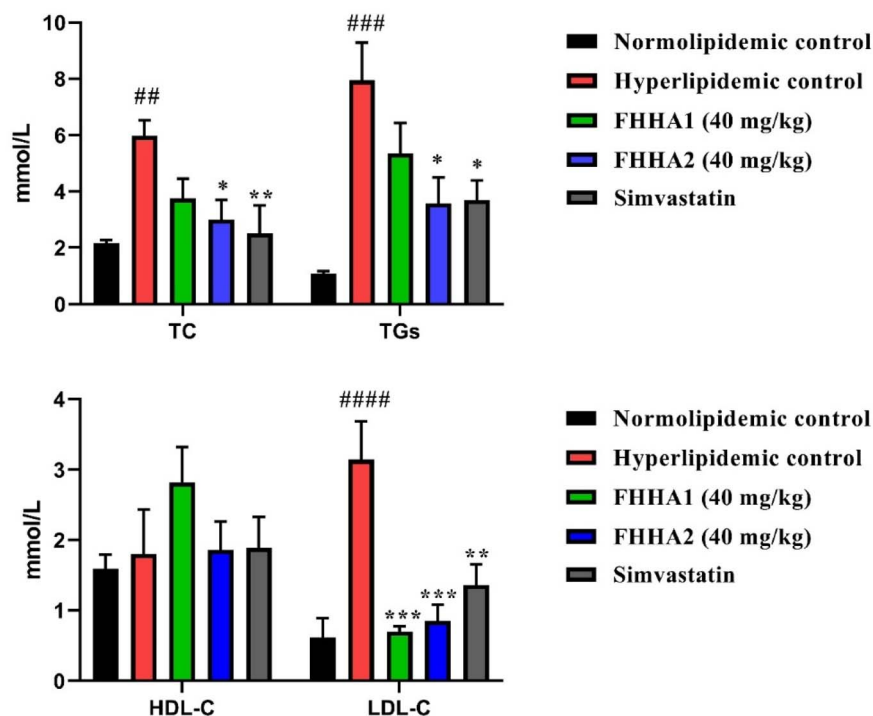 10
8
6
4
2
0
mmol/L
##
*
**
###
*
*
TC
TGs
Normolipidemic control
Hyperlipidemic control
FHHA1 (40 mg/kg)
FHHA2 (40 mg/kg)
Simvastatin
4
3
2
1
0
mmol/L
####
***
***
**
HDL-C
LDL-C
Normolipidemic control
Hyperlipidemic control
FHHA1 (40 mg/kg)
FHHA2 (40 mg/kg)
Simvastatin